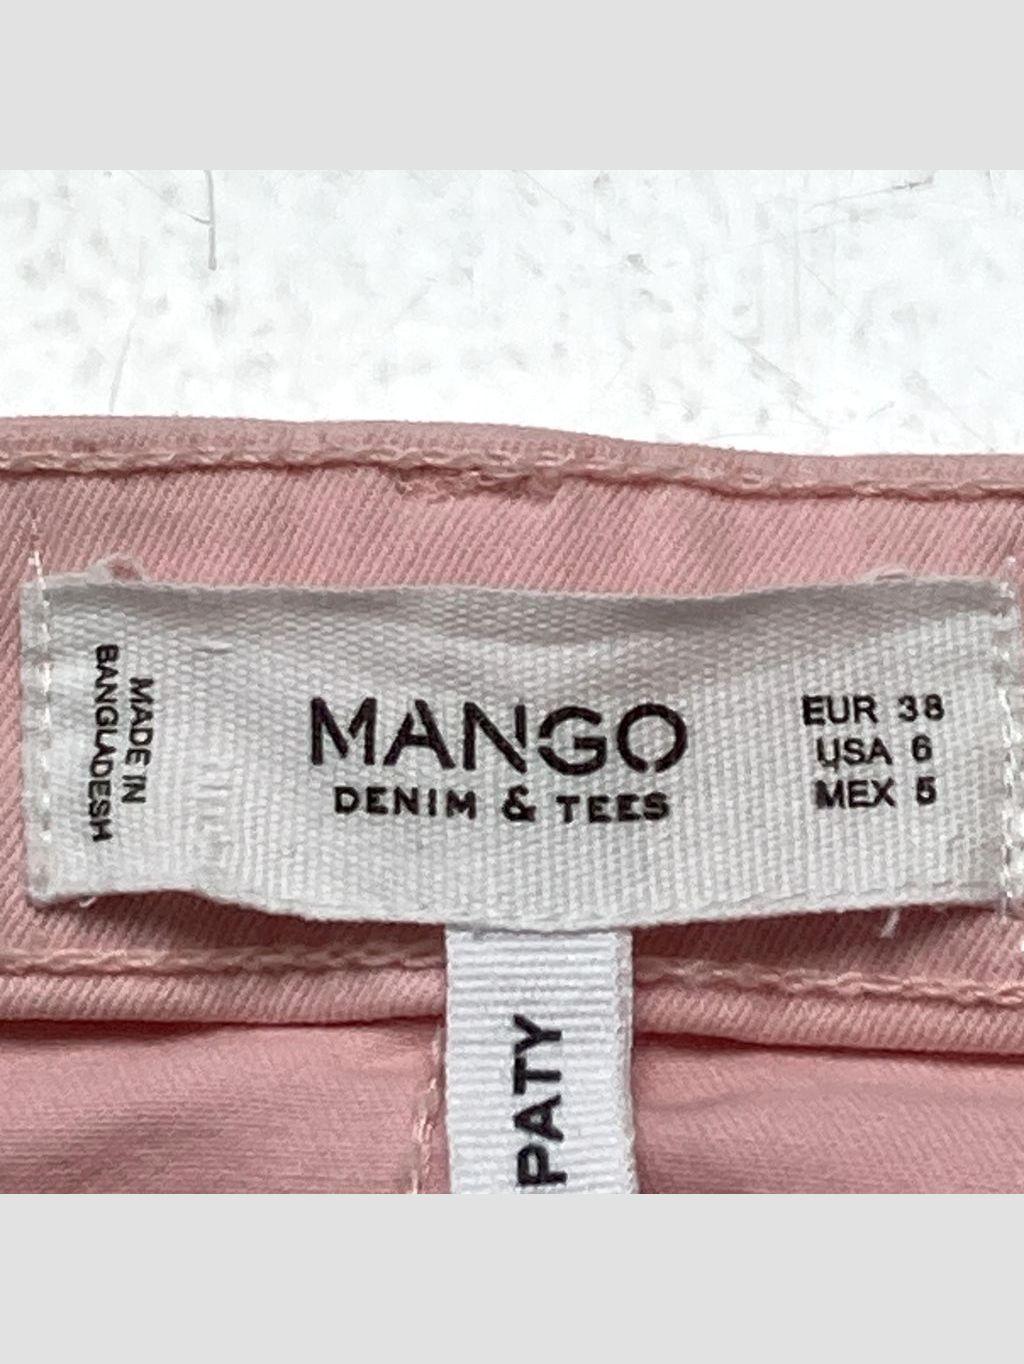 MADE IN
BANGLADESH
MANGO
DENIM & TEES
EUR 38
USA 6
MEX 5
PATY